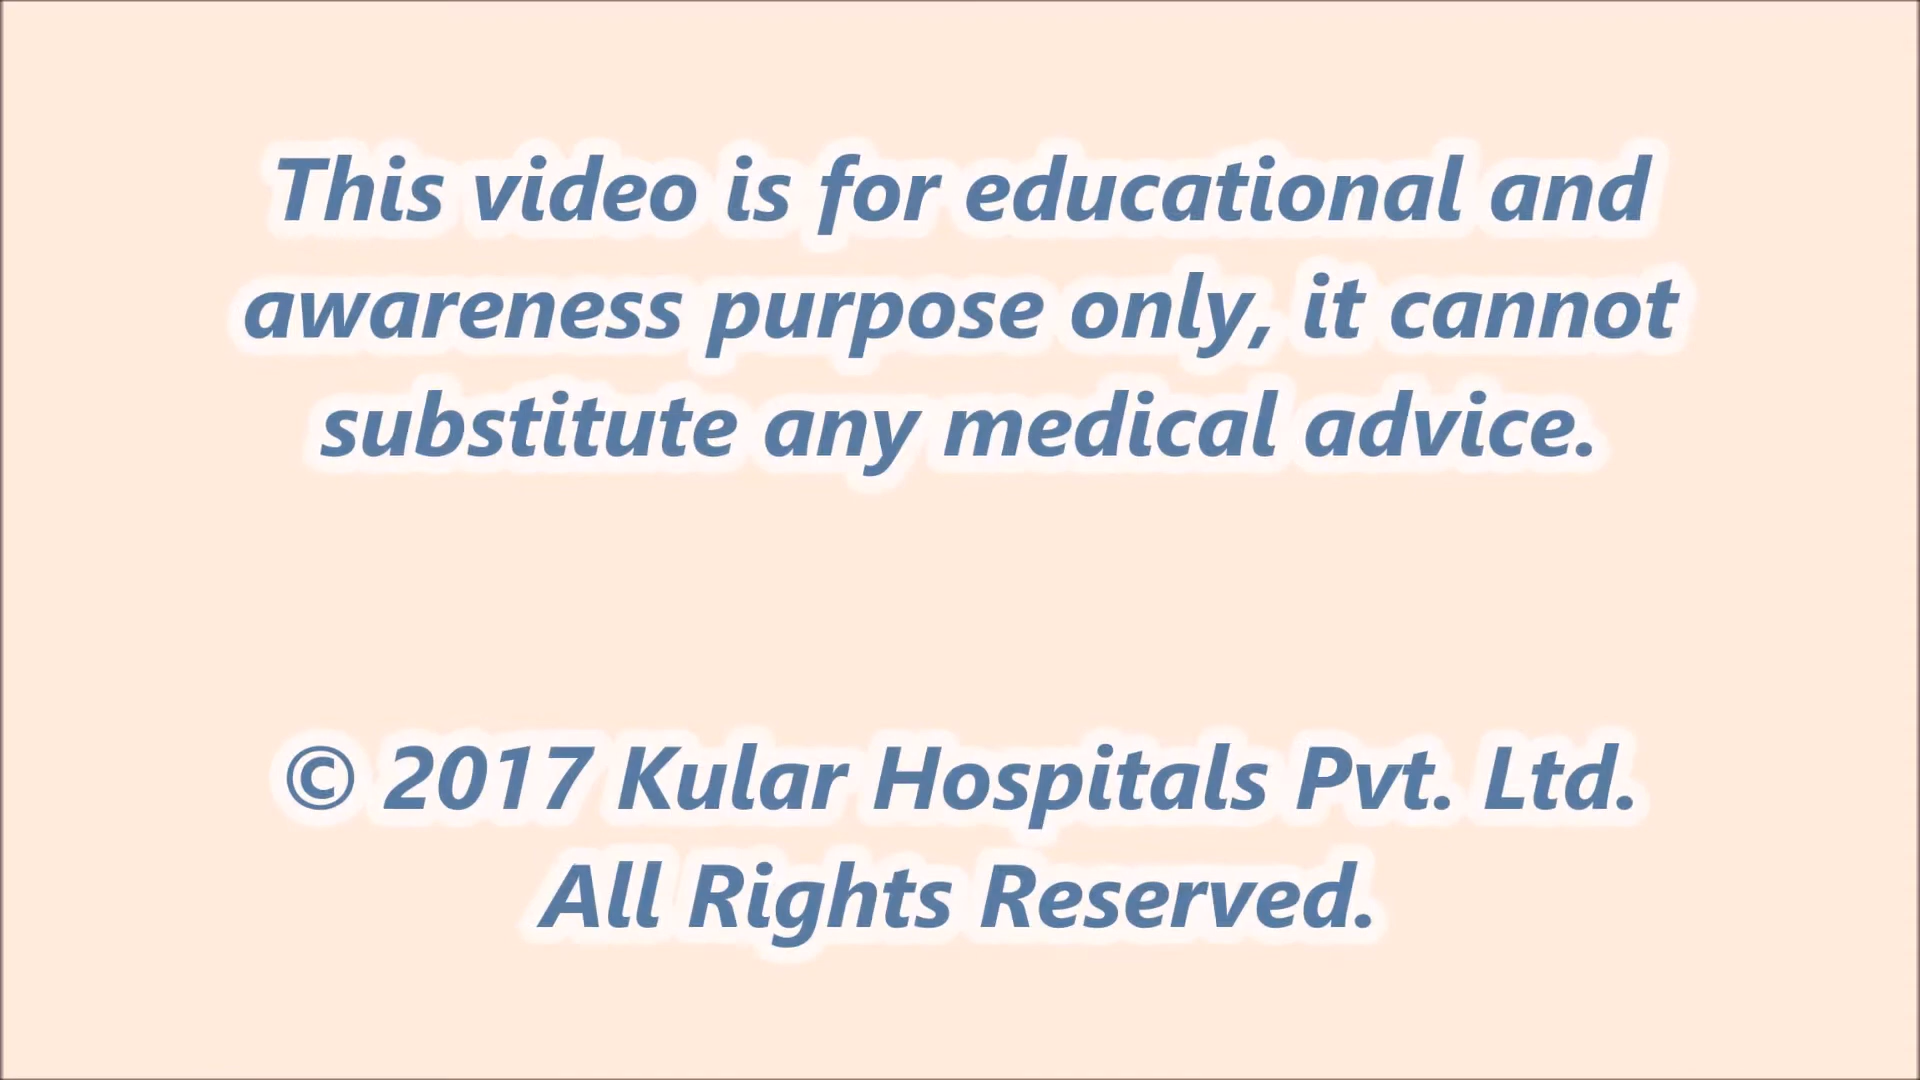 This video is for educational and
awareness purpose only, it cannot
substitute any medical advice.
© 2017 Kular Hospitals Pvt. Ltd.
All Rights Reserved.